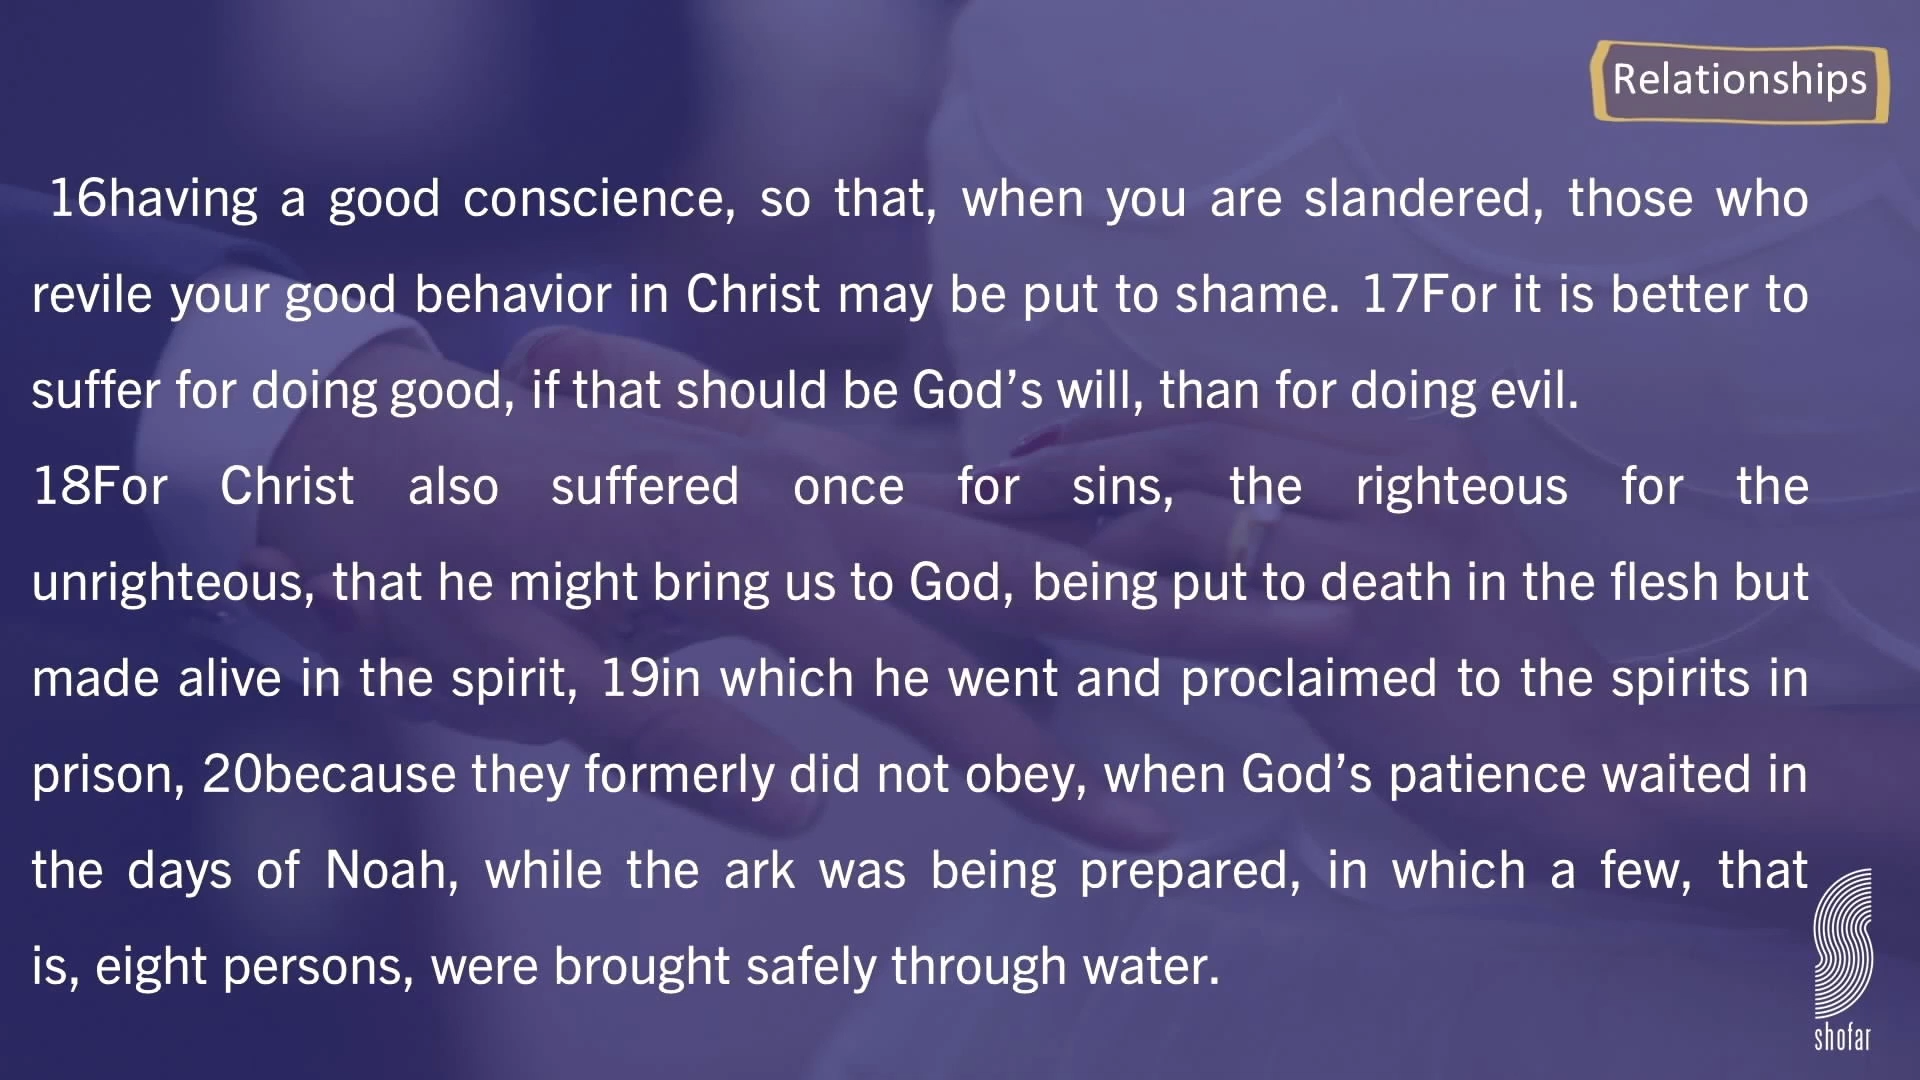 Relationships
16having a good conscience, so that, when you are slandered, those who
revile your good behavior in Christ may be put to shame. 17For it is better to
suffer for doing good, if that should be God’s will, than for doing evil.
18For Christ also suffered once for sins, the righteous for the
unrighteous, that he might bring us to God, being put to death in the flesh but
made alive in the spirit, 19in which he went and proclaimed to the spirits in
prison, 20because they formerly did not obey, when God’s patience waited in
the days of Noah, while the ark was being prepared, in which a few, that
is, eight persons, were brought safely through water.
shofar